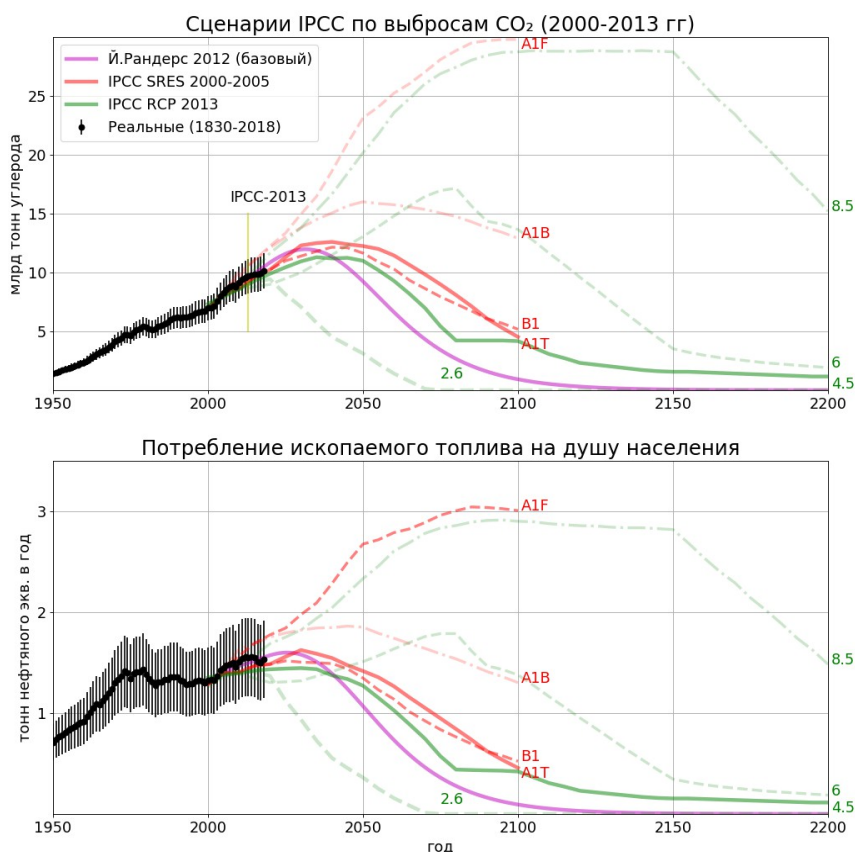 Сценарии IPCC по выбросам CO₂ (2000-2013 гг)
Й.Рандерс 2012 (базовый)
IPCC SRES 2000-2005
IPCC RCP 2013
Реальные (1830-2018)
IPCC-2013
A1F
8.5
A1B
B1
A1T
2.6
6
4.5
млрд тонн углерода
25
20
15
10
5
1950
2000
2050
2100
2150
2200
Потребление ископаемого топлива на душу населения
A1F
8.5
A1B
B1
A1T
2.6
6
4.5
тонн нефтяного экв. в год
3
2
1
1950
2000
2050
2100
2150
2200
год